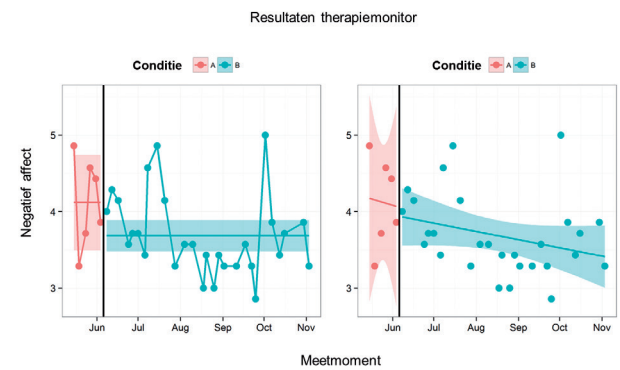 Resultaten therapiemonitor
Conditie A B
Conditie A B
Negatief affect
5
4
3
Jun Jul Aug Sep Oct Nov
5
4
3
Jun Jul Aug Sep Oct Nov
Meetmoment